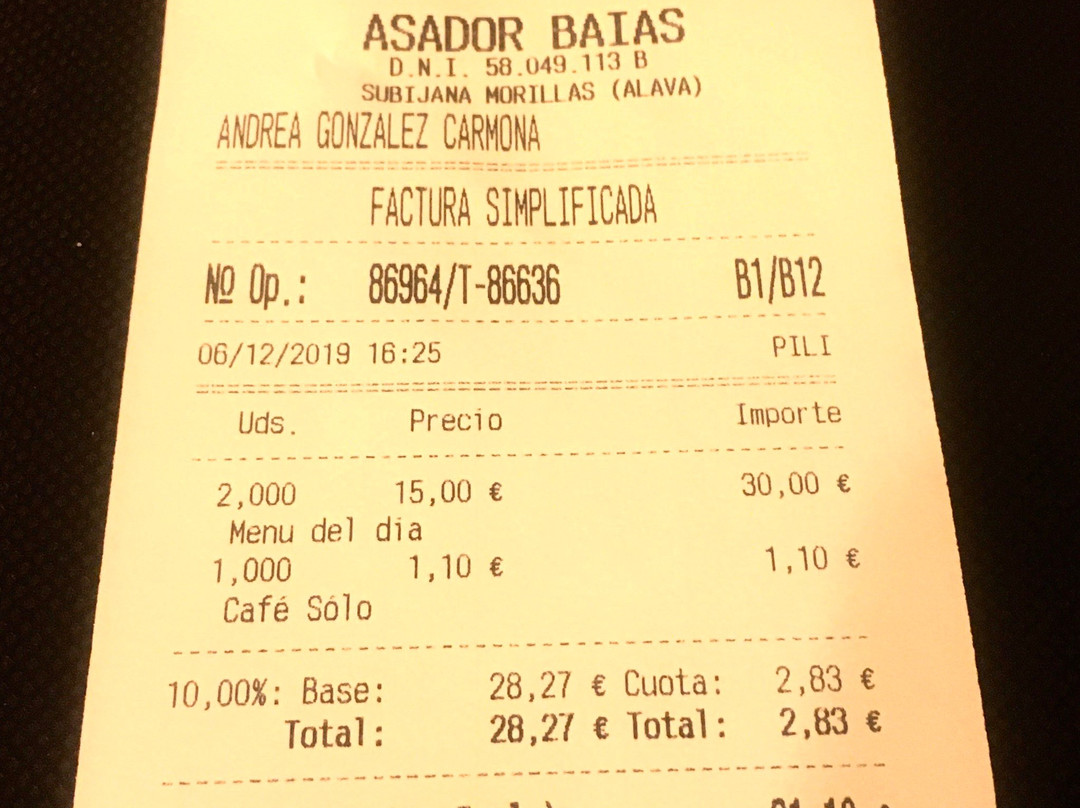 ASADOR BAIAS
D.N.I. 58.049.113 B
SUBIJANA MORILLAS (ALAVA)
ANDREA GONZALEZ CARMONA
FACTURA SIMPLIFICADA
Nº Op.: 86964/T-86636 B1/B12
06/12/2019 16:25 PILI
Uds. Precio Importe
2,000 15,00 € 30,00 €
Menu del dia
1,000 1,10 € 1,10 €
Café Sólo
10,00%: Base: 28,27 € Cuota: 2,83 €
Total: 28,27 € Total: 2,83 €